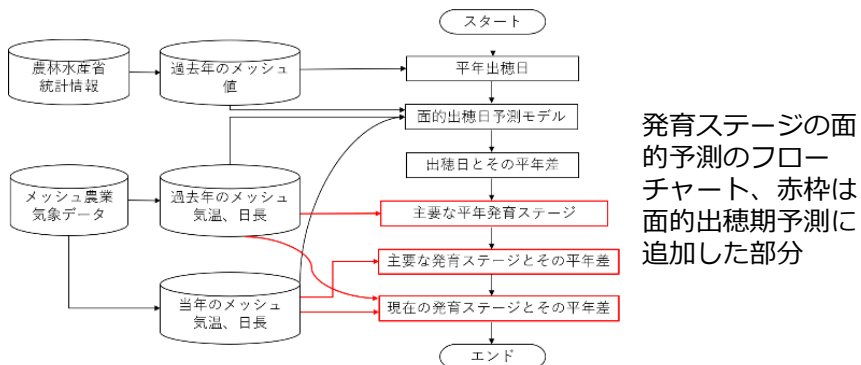 スタート
農林水産省
統計情報
過去年のメッシュ
値
平年出穂日
面的出穂日予測モデル
出穂日とその平年差
メッシュ農業
気象データ
過去年のメッシュ
気温、日長
主要な平年発育ステージ
主要な発育ステージとその平年差
当年のメッシュ
気温、日長
現在の発育ステージとその平年差
エンド
発育ステージの面
的予測のフロー
チャート、赤枠は
面的出穂期予測に
追加した部分